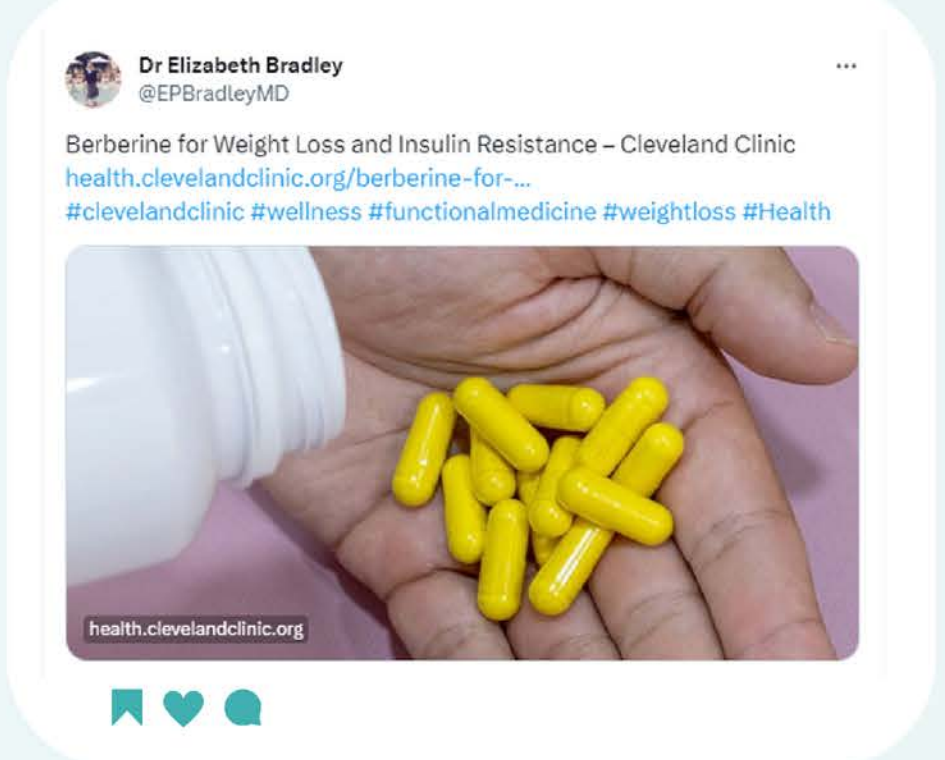 Dr Elizabeth Bradley
@EPBradleyMD
Berberine for Weight Loss and Insulin Resistance – Cleveland Clinic
health.clevelandclinic.org/berberine-for-...
#clevelandclinic #wellness #functionalmedicine #weightloss #Health
health.clevelandclinic.org